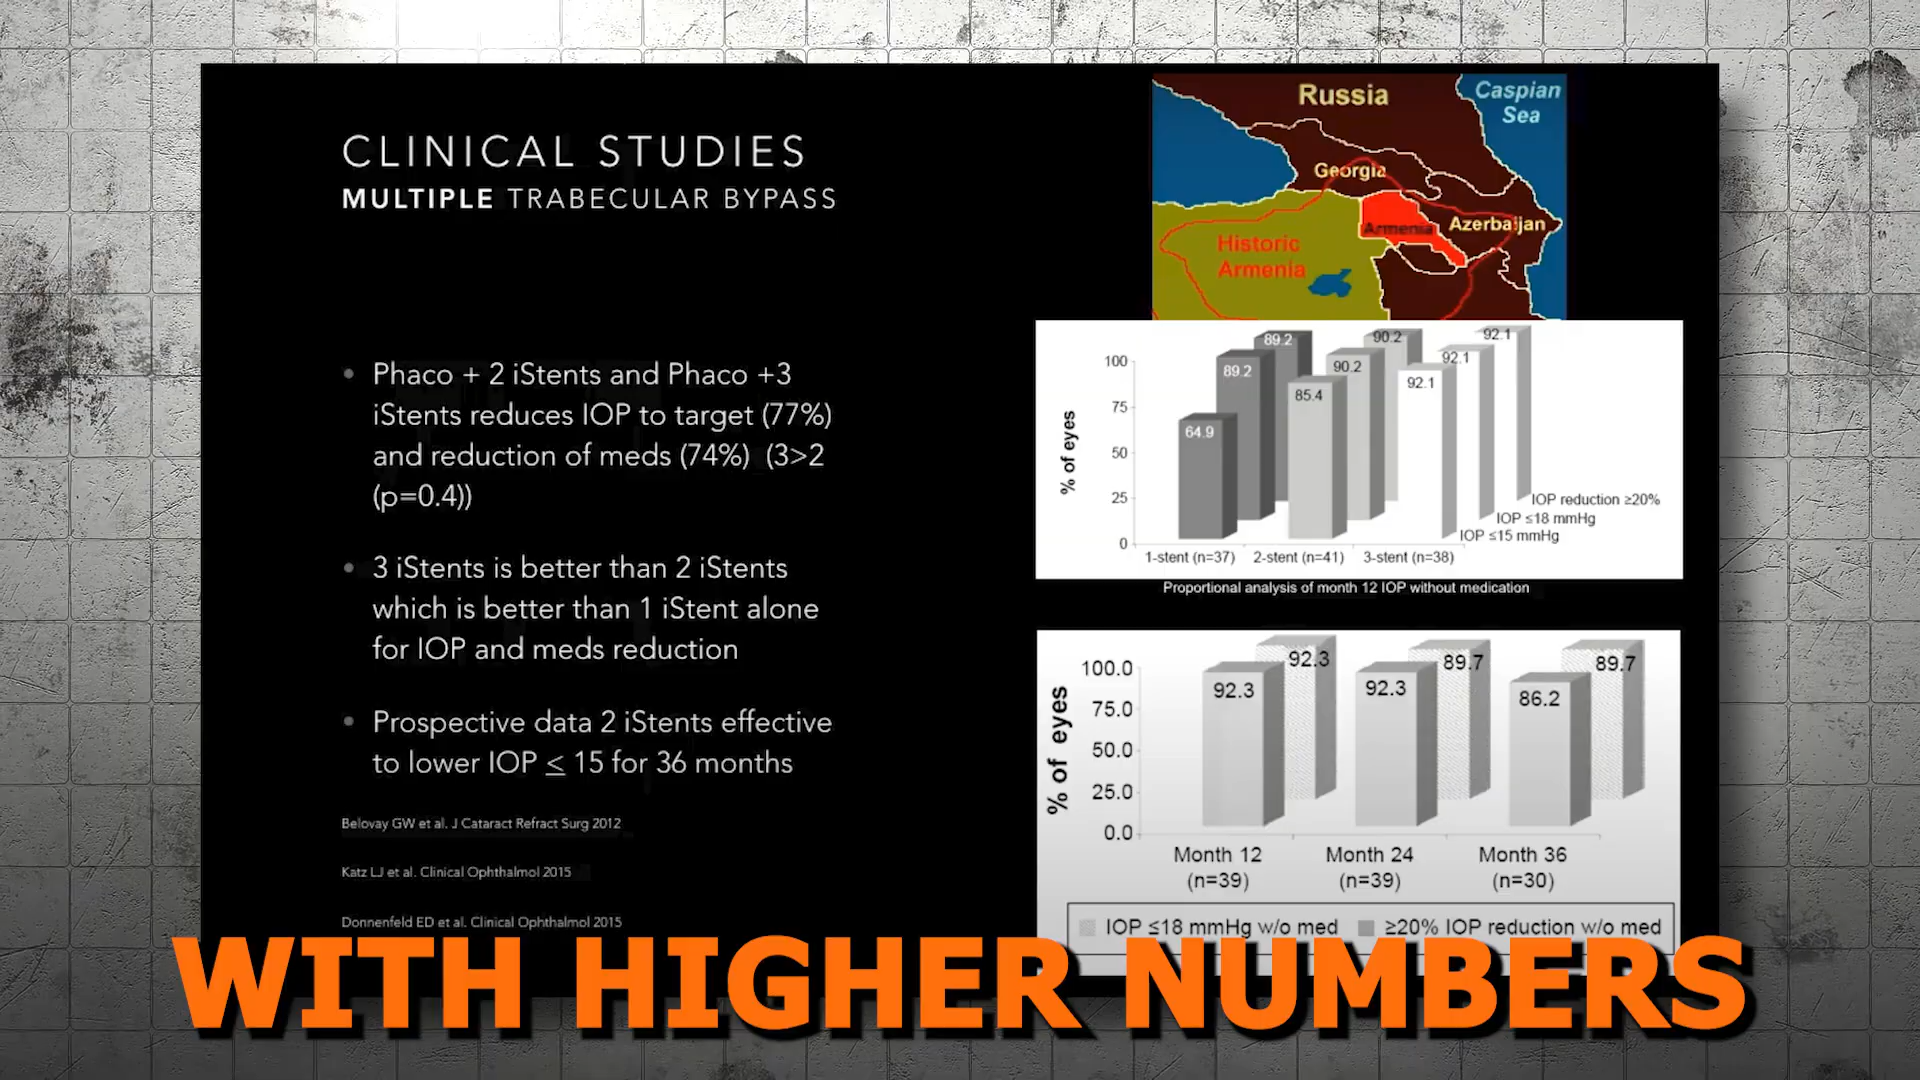 CLINICAL STUDIES
MULTIPLE TRABECULAR BYPASS
• Phaco + 2 iStents and Phaco +3
iStents reduces IOP to target (77%)
and reduction of meds (74%) (3>2
(p=0.4))
• 3 iStents is better than 2 iStents
which is better than 1 iStent alone
for IOP and meds reduction
• Prospective data 2 iStents effective
to lower IOP ≤ 15 for 36 months
Belovay GW et al. J Cataract Refract Surg 2012
Katz LJ et al. Clinical Ophthalmol 2015
Donnenfeld ED et al. Clinical Ophthalmol 2015
Russia
Caspian
Sea
Georgia
Armenia
Azerbaijan
Historic
Armenia
% of eyes
100
75
50
25
0
64.9
89.2
89.2
85.4
90.2
90.2
92.1
92.1
92.1
IOP reduction ≥20%
IOP ≤18 mmHg
IOP ≤15 mmHg
1-stent (n=37) 2-stent (n=41) 3-stent (n=38)
Proportional analysis of month 12 IOP without medication
% of eyes
100.0
75.0
50.0
25.0
0.0
92.3
92.3
92.3
89.7
86.2
89.7
Month 12 Month 24 Month 36
(n=39) (n=39) (n=30)
IOP ≤18 mmHg w/o med ≥20% IOP reduction w/o med
WITH HIGHER NUMBERS